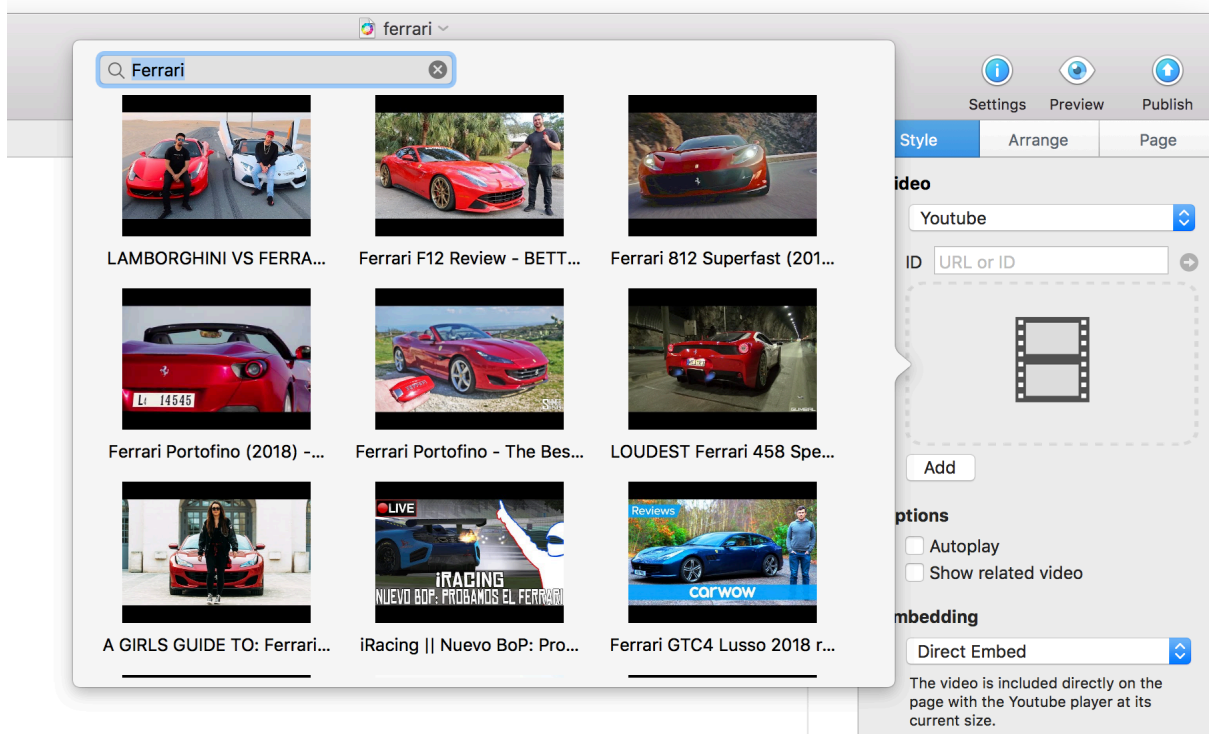 ferrari
Ferrari
Settings Preview Publish
Style Arrange Page
ideo
Youtube
ID URL or ID
Add
ptions
Autoplay
Show related video
mbedding
Direct Embed
The video is included directly on the
page with the Youtube player at its
current size.
LAMBORGHINI VS FERRA...
Ferrari F12 Review - BETT...
Ferrari 812 Superfast (201...
14545
Ferrari Portofino (2018) -...
Ferrari Portofino - The Bes...
LOUDEST Ferrari 458 Spe...
LIVE
iRACING
NUEVO BOP: PROBAMOS EL FERRARI
Reviews
carwow
A GIRLS GUIDE TO: Ferrari...
iRacing || Nuevo BoP: Pro...
Ferrari GTC4 Lusso 2018 r...